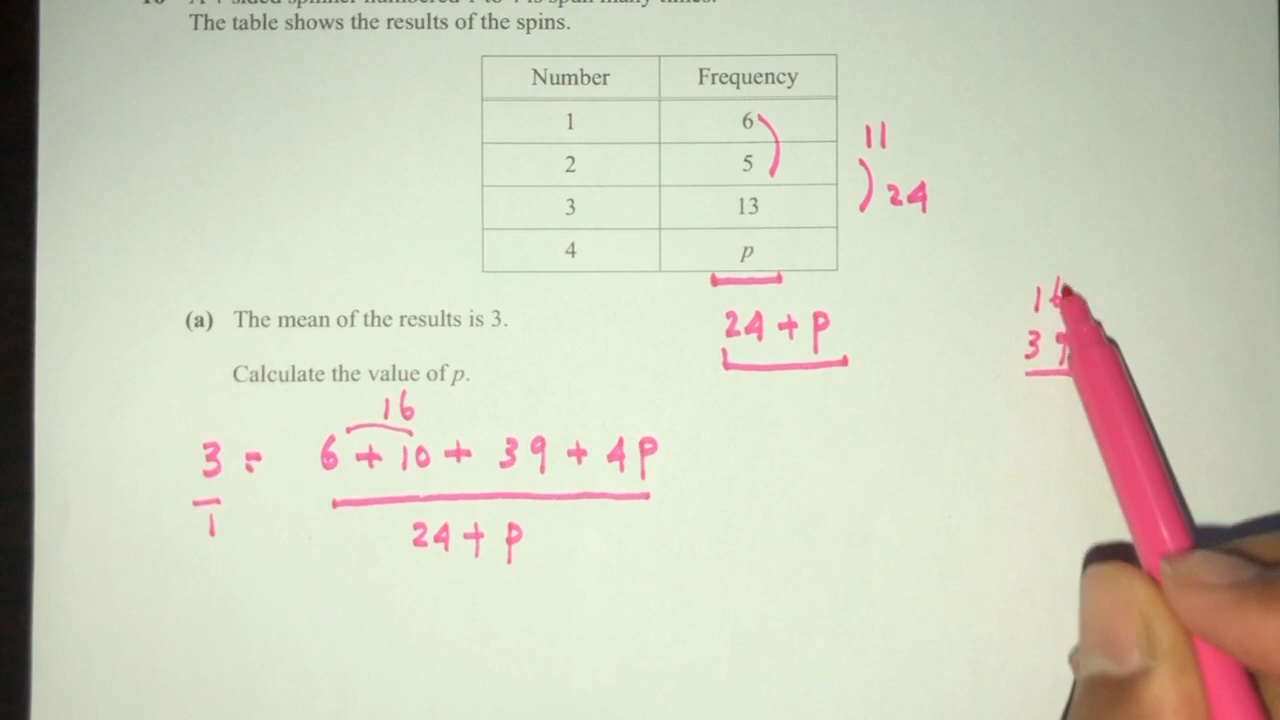 The table shows the results of the spins.
Number Frequency
1 6
11
2 5
24
3 13
4 p
16
39
24 + P
(a) The mean of the results is 3.
Calculate the value of p.
16
3 = 6 + 10 + 39 + 4P
1 24 + P